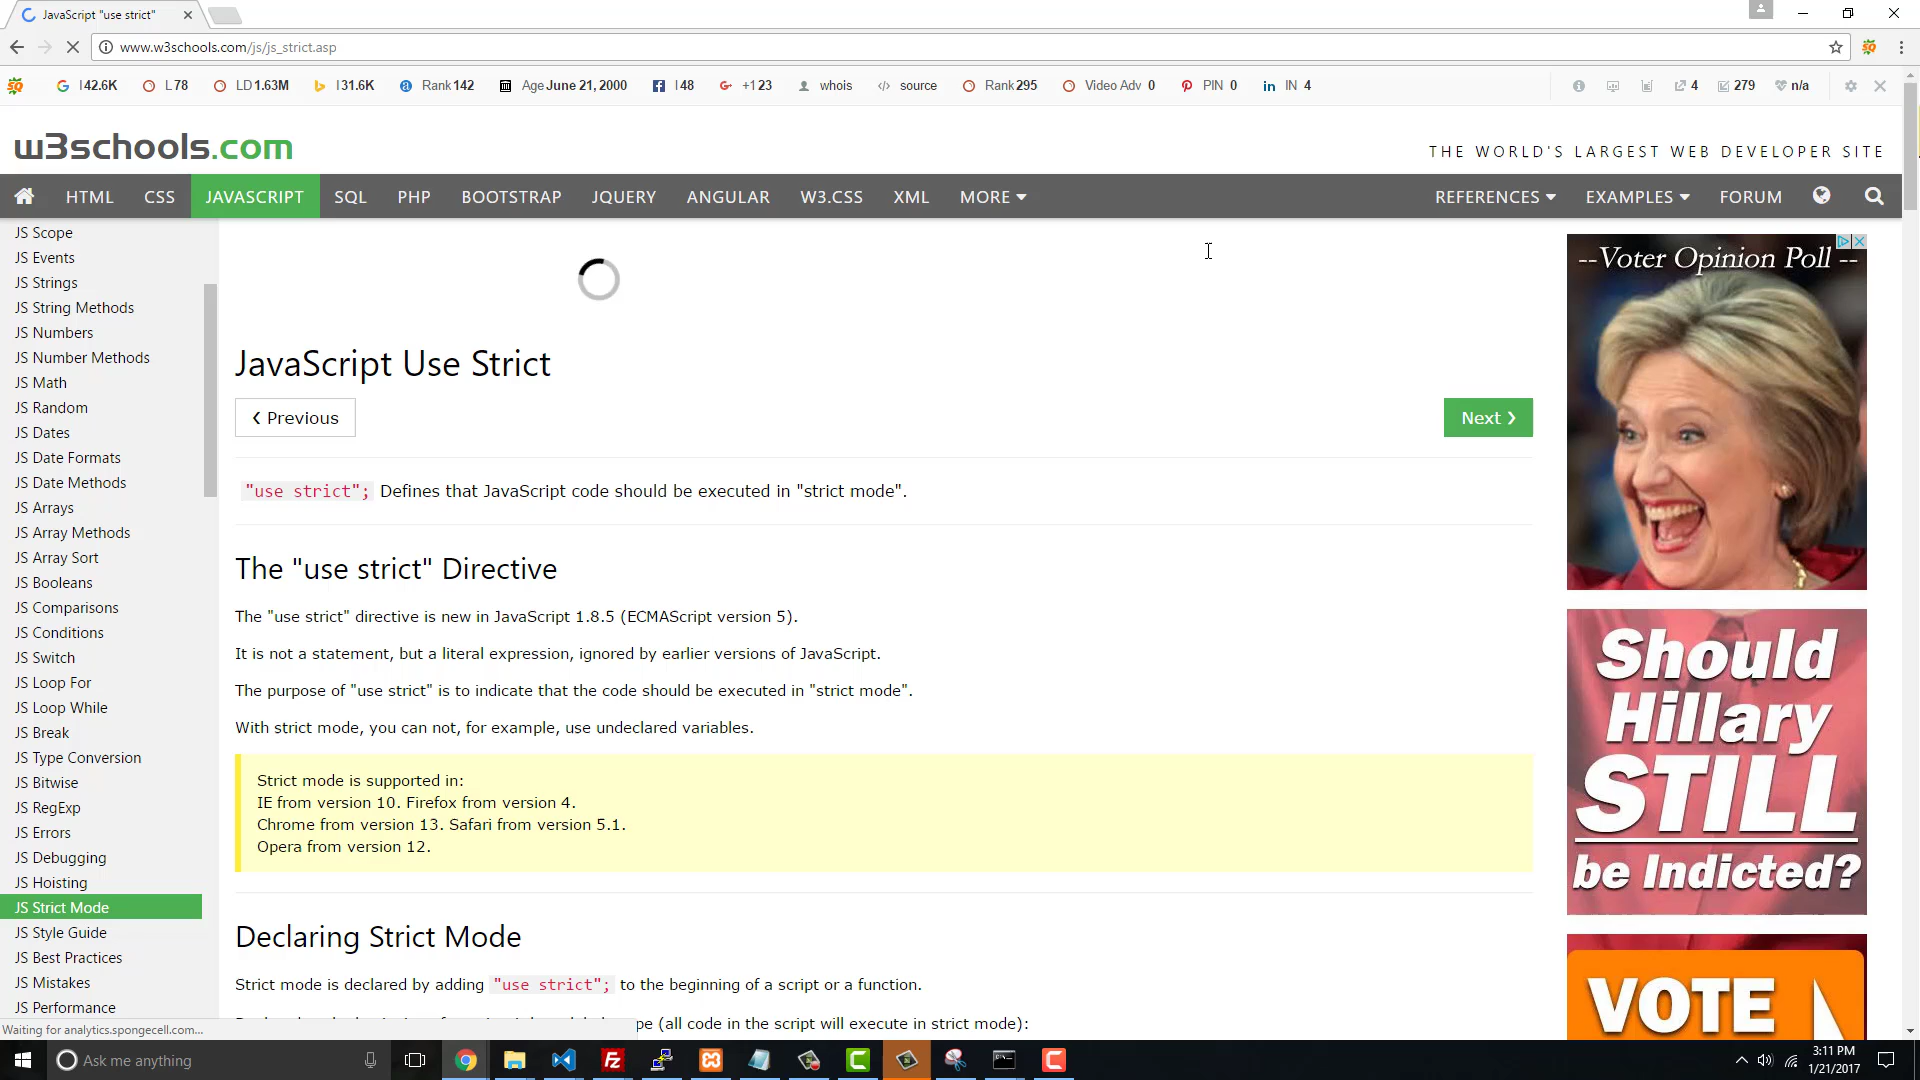 JavaScript "use strict"
www.w3schools.com/js/js_strict.asp
I 42.6K L 78 LD 1.63M I 31.6K Rank 142 Age June 21, 2000 I 48 +1 23 whois source Rank 295 Video Adv 0 PIN 0 IN 4 4 279 n/a
w3schools.com
THE WORLD'S LARGEST WEB DEVELOPER SITE
HTML CSS JAVASCRIPT SQL PHP BOOTSTRAP JQUERY ANGULAR W3.CSS XML MORE REFERENCES EXAMPLES FORUM
JS Scope
JS Events
JS Strings
JS String Methods
JS Numbers
JS Number Methods
JS Math
JS Random
JS Dates
JS Date Formats
JS Date Methods
JS Arrays
JS Array Methods
JS Array Sort
JS Booleans
JS Comparisons
JS Conditions
JS Switch
JS Loop For
JS Loop While
JS Break
JS Type Conversion
JS Bitwise
JS RegExp
JS Errors
JS Debugging
JS Hoisting
JS Strict Mode
JS Style Guide
JS Best Practices
JS Mistakes
JS Performance
JavaScript Use Strict
❮ Previous
Next ❯
"use strict"; Defines that JavaScript code should be executed in "strict mode".
The "use strict" Directive
The "use strict" directive is new in JavaScript 1.8.5 (ECMAScript version 5).
It is not a statement, but a literal expression, ignored by earlier versions of JavaScript.
The purpose of "use strict" is to indicate that the code should be executed in "strict mode".
With strict mode, you can not, for example, use undeclared variables.
Strict mode is supported in:
IE from version 10. Firefox from version 4.
Chrome from version 13. Safari from version 5.1.
Opera from version 12.
Declaring Strict Mode
Strict mode is declared by adding "use strict"; to the beginning of a script or a function.
(all code in the script will execute in strict mode):
--Voter Opinion Poll --
Should
Hillary
STILL
be Indicted?
VOTE
Waiting for analytics.spongecell.com...
Ask me anything
3:11 PM
1/21/2017